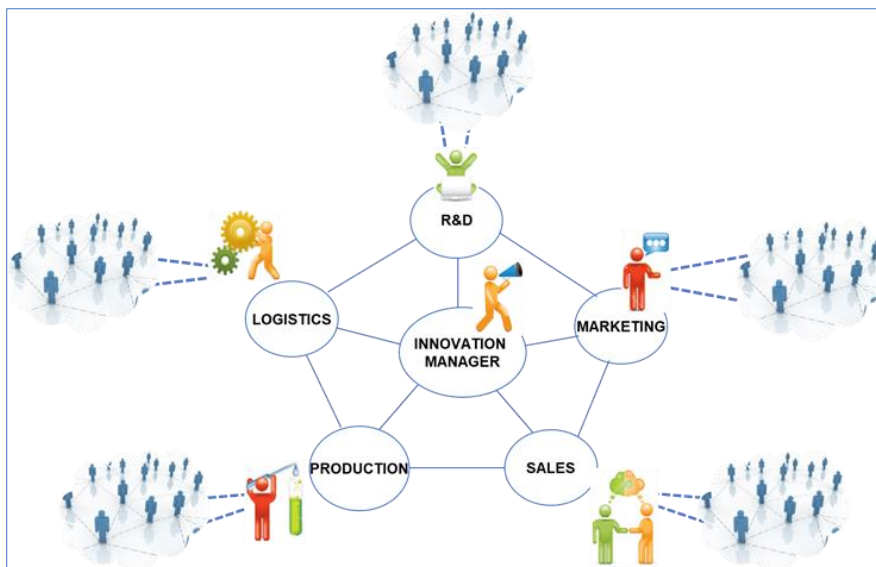 R&D
LOGISTICS
MARKETING
INNOVATION
MANAGER
PRODUCTION
SALES